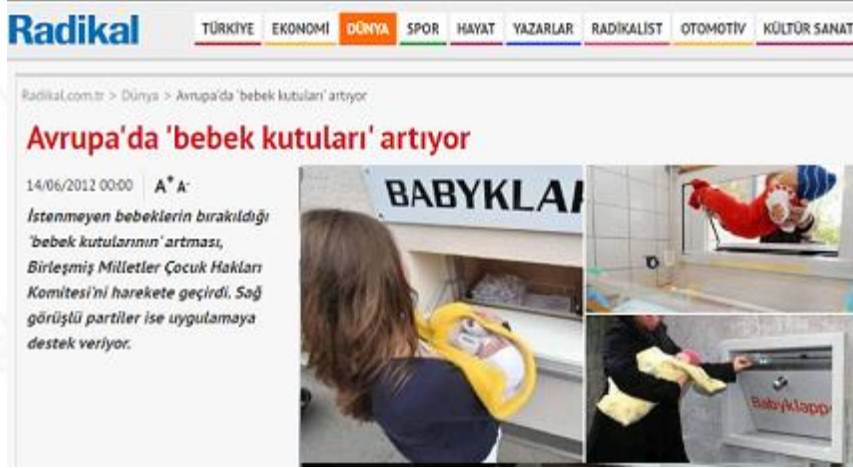 Radikal
TÜRKİYE EKONOMİ DÜNYA SPOR HAYAT YAZARLAR RADİKALİST OTOMOTİV KÜLTÜR SANAT
Radikal.com.tr > Dünya > Avrupa'da 'bebek kutuları' artıyor
Avrupa'da 'bebek kutuları' artıyor
14/06/2012 00:00 A+ A-
İstenmeyen bebeklerin bırakıldığı
'bebek kutularının' artması,
Birleşmiş Milletler Çocuk Hakları
Komitesi'ni harekete geçirdi. Sağ
görüşlü partiler ise uygulamaya
destek veriyor.
BABYKLA
Babyklapp